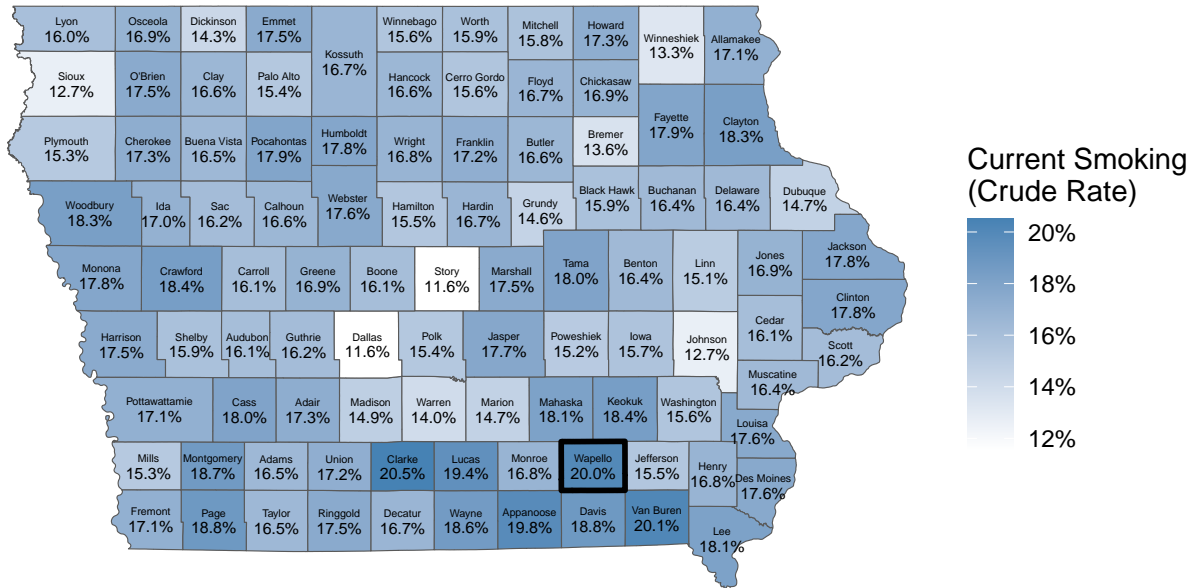 Lyon
16.0%
Osceola
16.9%
Dickinson
14.3%
Emmet
17.5%
Kossuth
16.7%
Winnebago
15.6%
Worth
15.9%
Mitchell
15.8%
Howard
17.3%
Winneshiek
13.3%
Allamakee
17.1%
Sioux
12.7%
O'Brien
17.5%
Clay
16.6%
Palo Alto
15.4%
Hancock
16.6%
Cerro Gordo
15.6%
Floyd
16.7%
Chickasaw
16.9%
Fayette
17.9%
Clayton
18.3%
Plymouth
15.3%
Cherokee
17.3%
Buena Vista
16.5%
Pocahontas
17.9%
Humboldt
17.8%
Wright
16.8%
Franklin
17.2%
Butler
16.6%
Bremer
13.6%
Woodbury
18.3%
Ida
17.0%
Sac
16.2%
Calhoun
16.6%
Webster
17.6%
Hamilton
15.5%
Hardin
16.7%
Grundy
14.6%
Black Hawk
15.9%
Buchanan
16.4%
Delaware
16.4%
Dubuque
14.7%
Monona
17.8%
Crawford
18.4%
Carroll
16.1%
Greene
16.9%
Boone
16.1%
Story
11.6%
Marshall
17.5%
Tama
18.0%
Benton
16.4%
Linn
15.1%
Jones
16.9%
Jackson
17.8%
Clinton
17.8%
Harrison
17.5%
Shelby
15.9%
Audubon
16.1%
Guthrie
16.2%
Dallas
11.6%
Polk
15.4%
Jasper
17.7%
Poweshiek
15.2%
Iowa
15.7%
Johnson
12.7%
Cedar
16.1%
Scott
16.2%
Muscatine
16.4%
Pottawattamie
17.1%
Cass
18.0%
Adair
17.3%
Madison
14.9%
Warren
14.0%
Marion
14.7%
Mahaska
18.1%
Keokuk
18.4%
Washington
15.6%
Louisa
17.6%
Mills
15.3%
Montgomery
18.7%
Adams
16.5%
Union
17.2%
Clarke
20.5%
Lucas
19.4%
Monroe
16.8%
Wapello
20.0%
Jefferson
15.5%
Henry
16.8%
Des Moines
17.6%
Fremont
17.1%
Page
18.8%
Taylor
16.5%
Ringgold
17.5%
Decatur
16.7%
Wayne
18.6%
Appanoose
19.8%
Davis
18.8%
Van Buren
20.1%
Lee
18.1%
Current Smoking
(Crude Rate)
20%
18%
16%
14%
12%